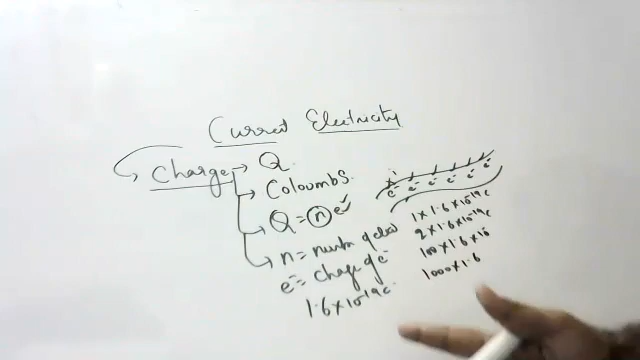 Current Electricity
Charge → Q
Coloumbs
Q = n e⁻
n = number of elect
e⁻ = charge of e⁻
1.6 × 10⁻¹⁹ c
e⁻ e⁻ e⁻ e⁻ e⁻ e⁻
1 × 1.6 × 10⁻¹⁹ c
2 × 1.6 × 10⁻¹⁹ c
100 × 1.6 × 10
1000 × 1.6